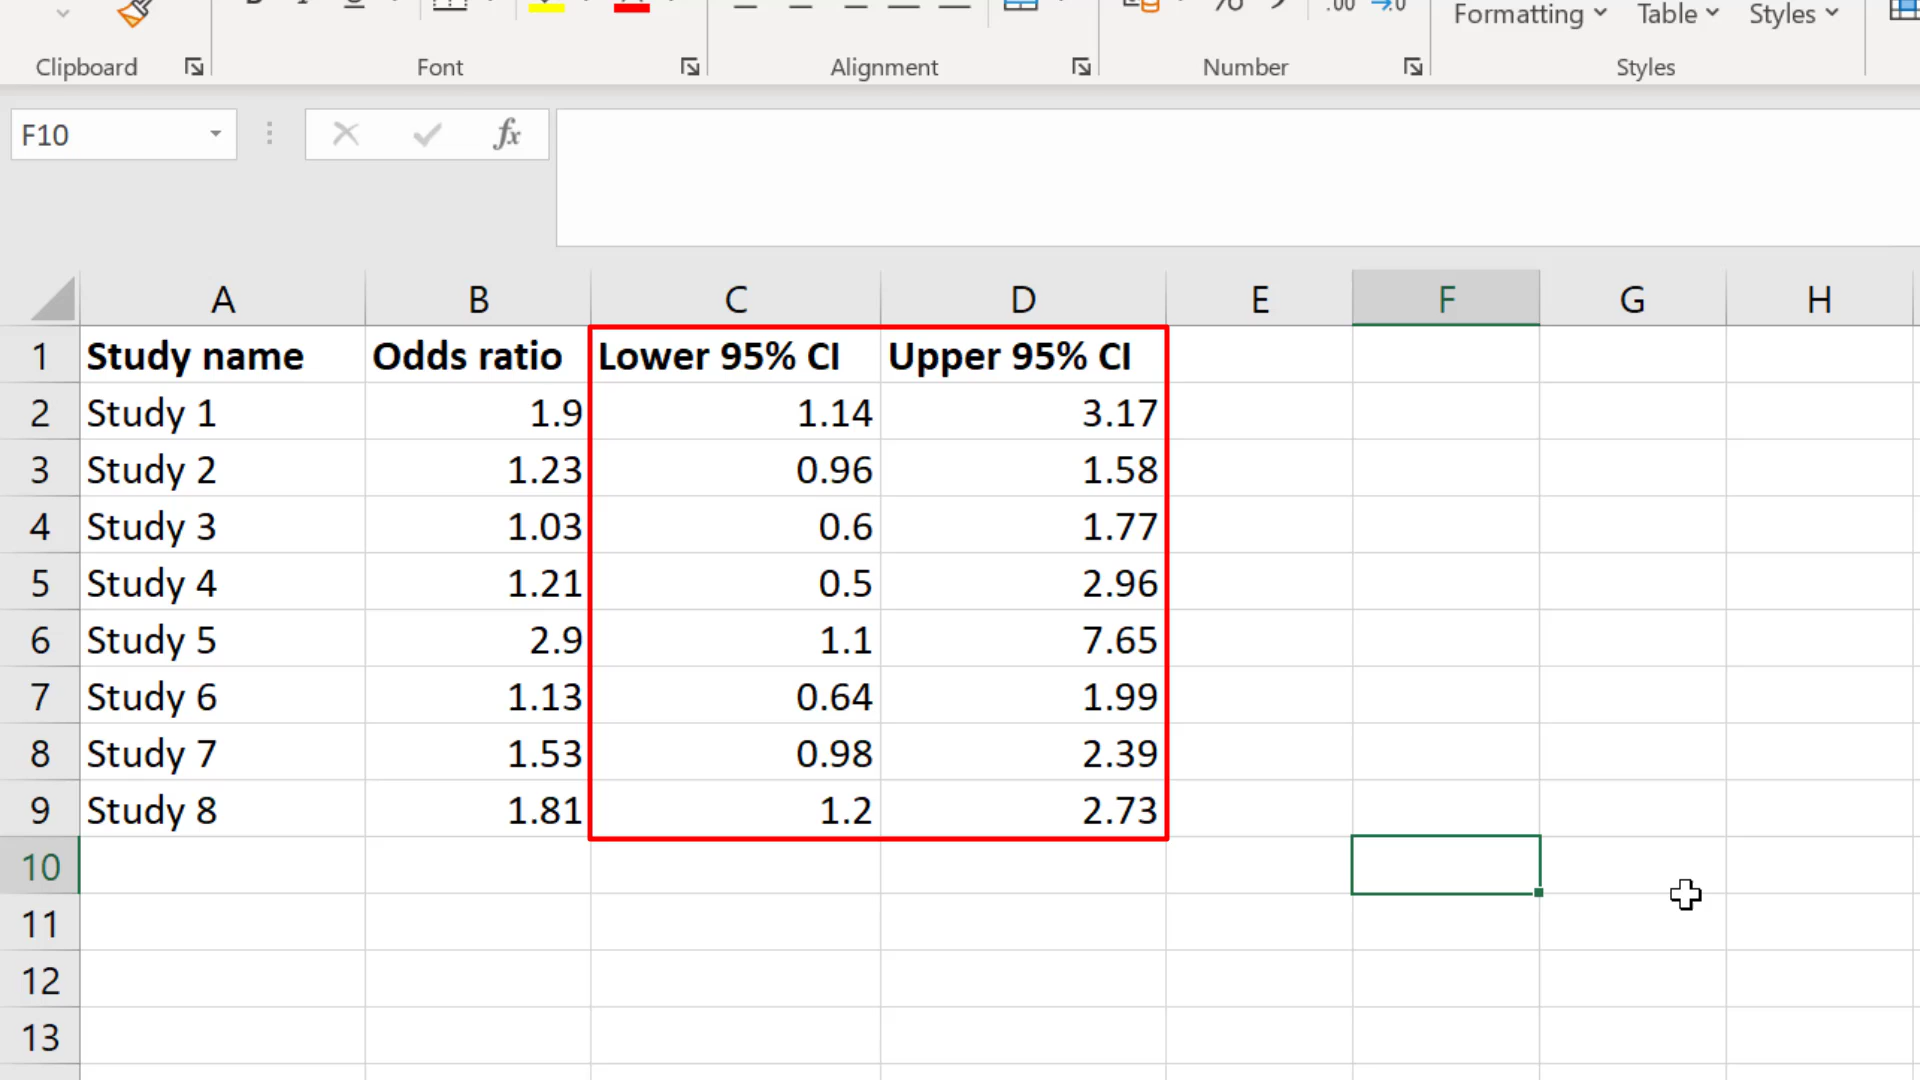 Formatting Table Styles
Clipboard Font Alignment Number Styles
F10 fx
A B C D E F G H
1 Study name Odds ratio Lower 95% CI Upper 95% CI
2 Study 1 1.9 1.14 3.17
3 Study 2 1.23 0.96 1.58
4 Study 3 1.03 0.6 1.77
5 Study 4 1.21 0.5 2.96
6 Study 5 2.9 1.1 7.65
7 Study 6 1.13 0.64 1.99
8 Study 7 1.53 0.98 2.39
9 Study 8 1.81 1.2 2.73
10
11
12
13